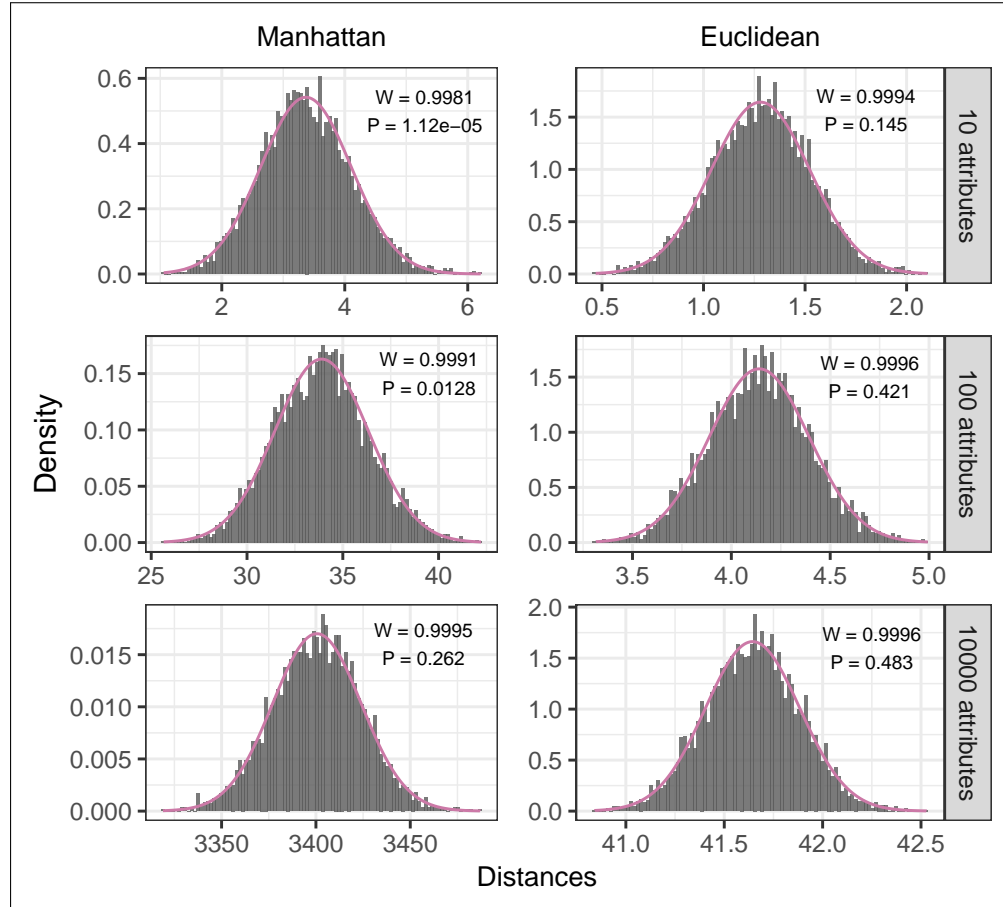 Manhattan
Euclidean
0.6
0.4
0.2
0.0
W = 0.9981
P = 1.12e−05
2
4
6
1.5
1.0
0.5
0.0
W = 0.9994
P = 0.145
0.5
1.0
1.5
2.0
10 attributes
Density
0.15
0.10
0.05
0.00
W = 0.9991
P = 0.0128
25
30
35
40
1.5
1.0
0.5
0.0
W = 0.9996
P = 0.421
3.5
4.0
4.5
5.0
100 attributes
0.015
0.010
0.005
0.000
W = 0.9995
P = 0.262
3350
3400
3450
2.0
1.5
1.0
0.5
0.0
W = 0.9996
P = 0.483
41.0
41.5
42.0
42.5
10000 attributes
Distances